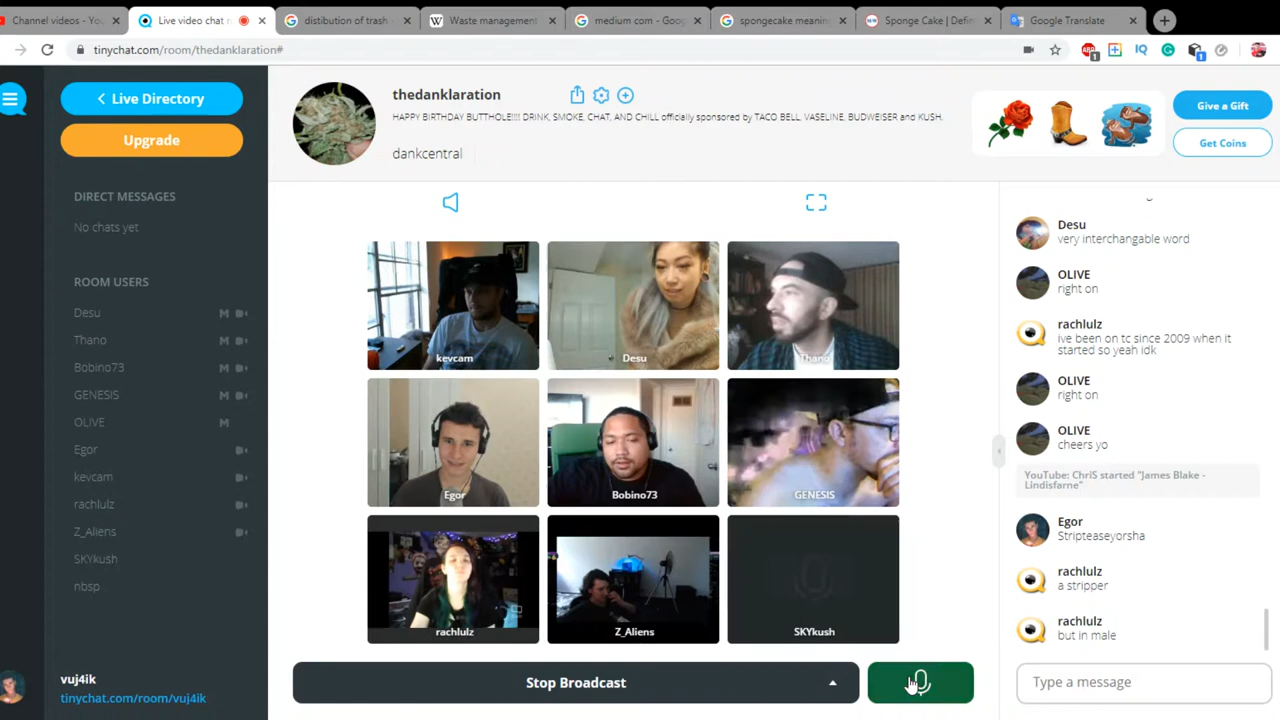 Channel videos - Y
Live video chat r
distibution of trash
Waste management
medium com - Goo
spongecake meanin
Sponge Cake | Defin
Google Translate
tinychat.com/room/thedanklaration#
Live Directory
Upgrade
DIRECT MESSAGES
No chats yet
ROOM USERS
Desu M
Thano M
Bobino73 M
GENESIS M
OLIVE M
Egor
kevcam
rachlulz
Z_Aliens
SKYkush
nbsp
vuj4ik
tinychat.com/room/vuj4ik
thedanklaration
HAPPY BIRTHDAY BUTTHOLE!!!! DRINK, SMOKE, CHAT, AND CHILL officially sponsored by TACO BELL, VASELINE, BUDWEISER and KUSH.
dankcentral
Give a Gift
Get Coins
kevcam
Desu
Thano
Egor
Bobino73
GENESIS
rachlulz
Z_Aliens
SKYkush
Stop Broadcast
Desu
very interchangable word
OLIVE
right on
rachlulz
ive been on tc since 2009 when it
started so yeah idk
OLIVE
right on
OLIVE
cheers yo
YouTube: ChriS started "James Blake -
Lindisfarne"
Egor
Stripteaseyorsha
rachlulz
a stripper
rachlulz
but in male
Type a message